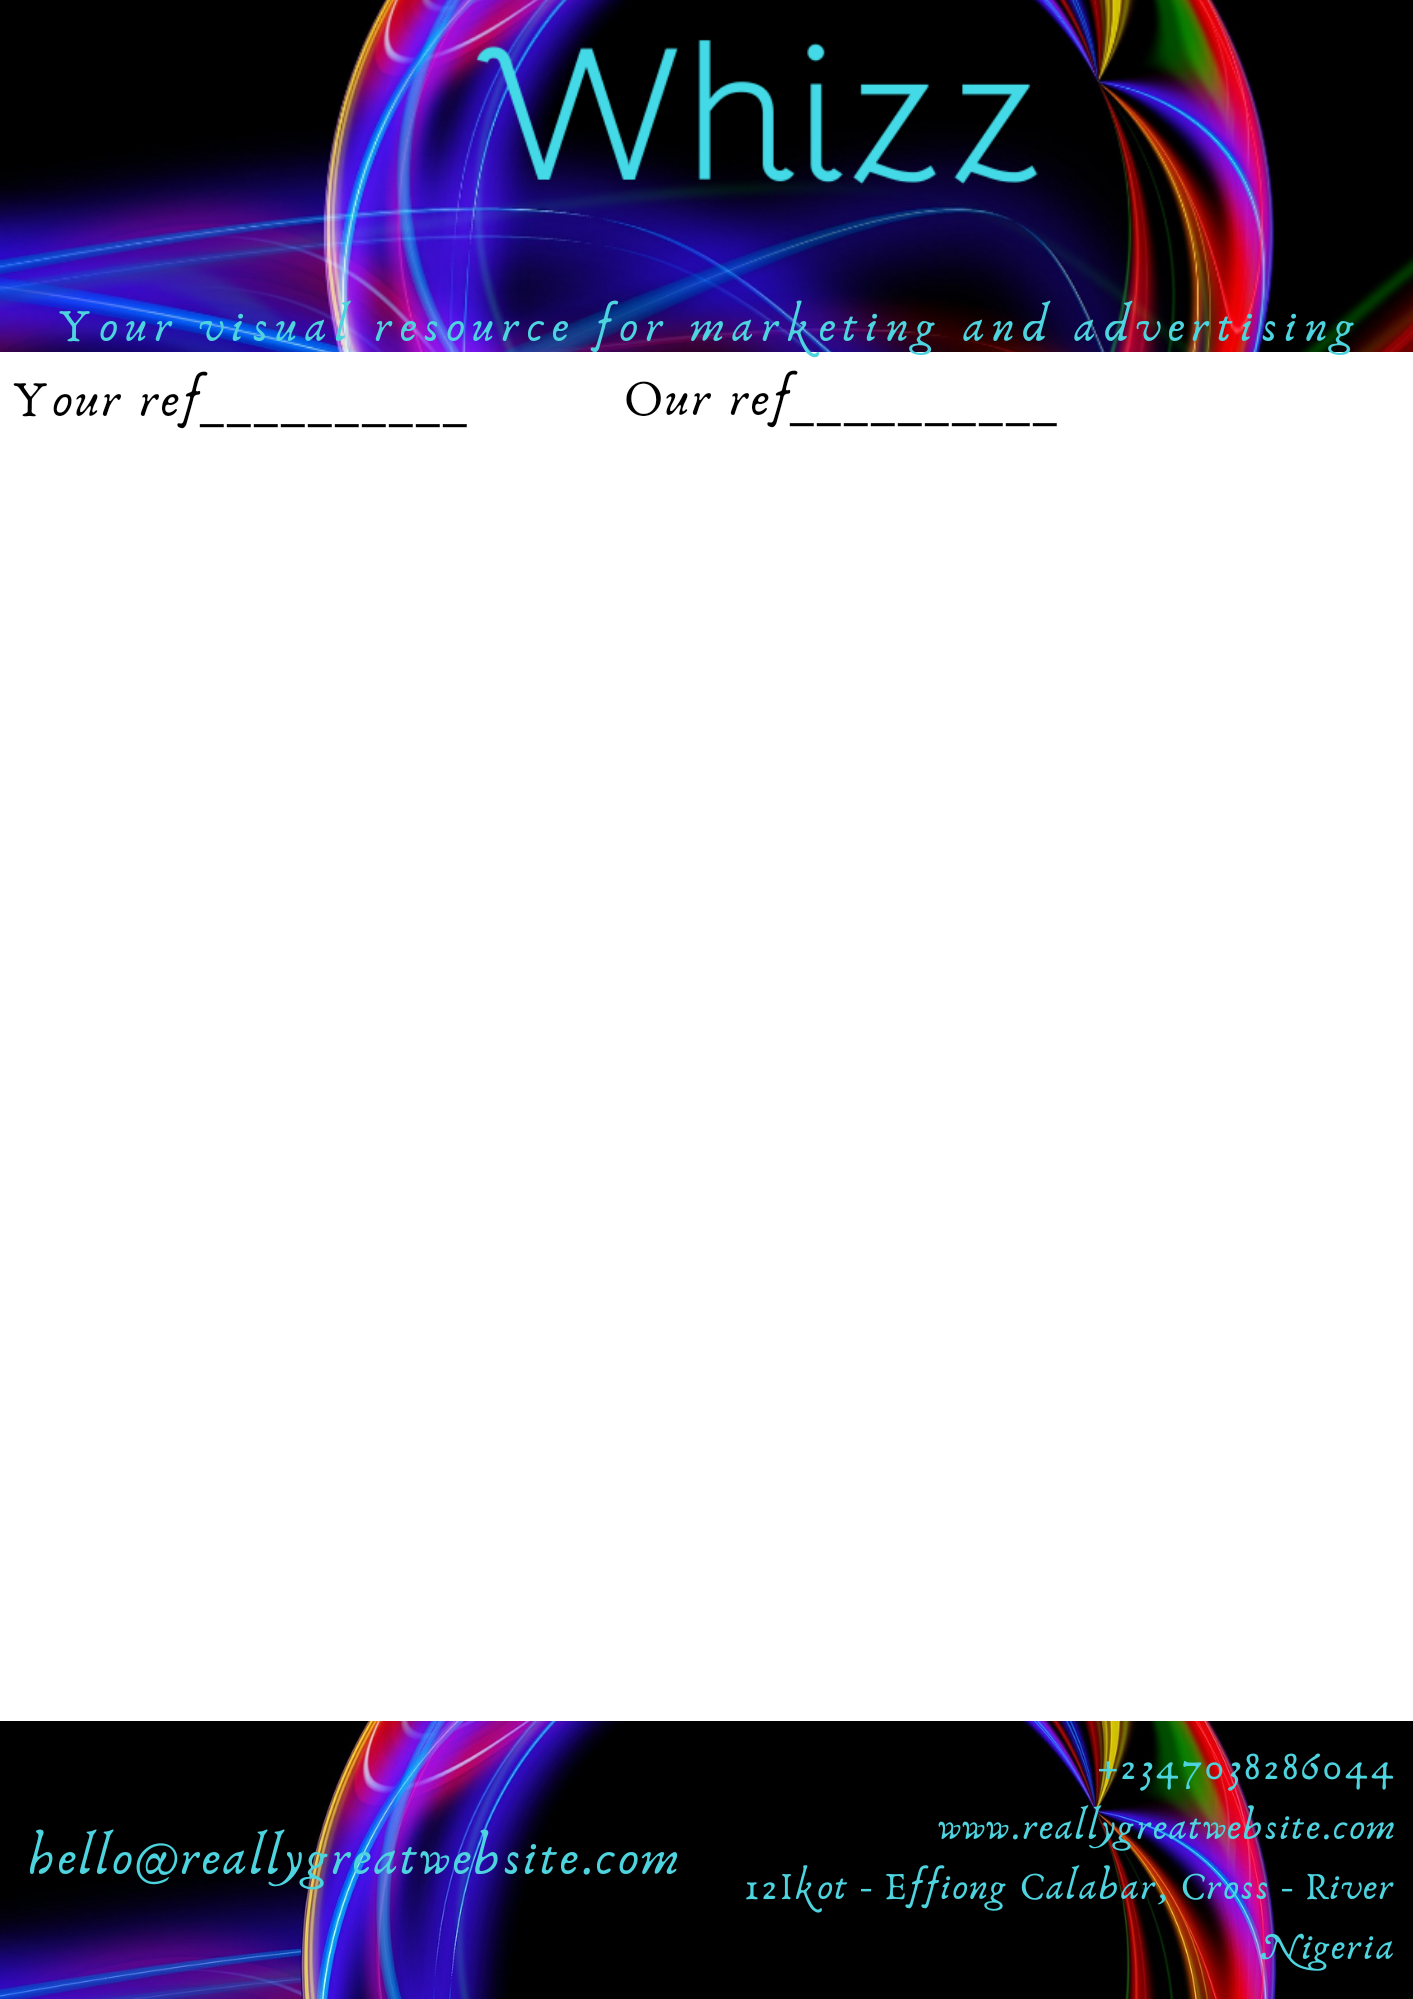 Whizz
Your visual resource for marketing and advertising
Your ref__________ Our ref__________
hello@reallygreatwebsite.com
+2347038286044
www.reallygreatwebsite.com
12Ikot - Effiong Calabar, Cross - River
Nigeria